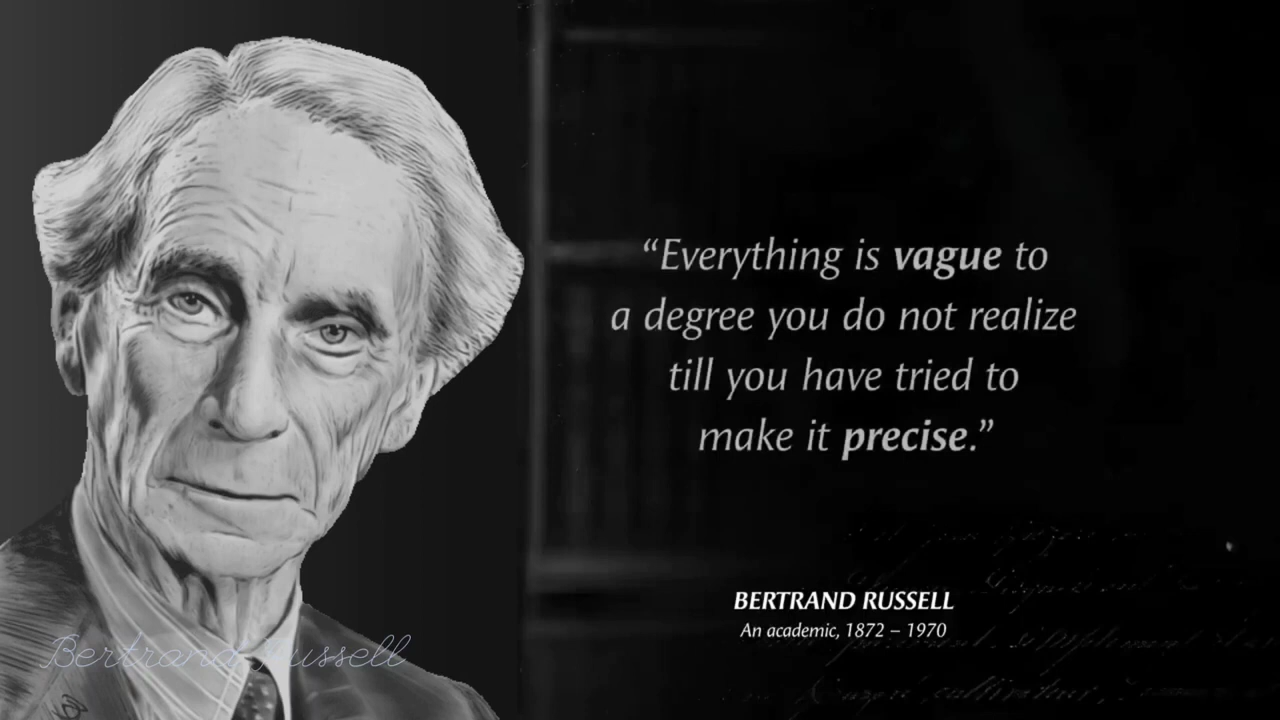 “Everything is vague to
a degree you do not realize
till you have tried to
make it precise.”
BERTRAND RUSSELL
An academic, 1872 – 1970
Bertrand Russell